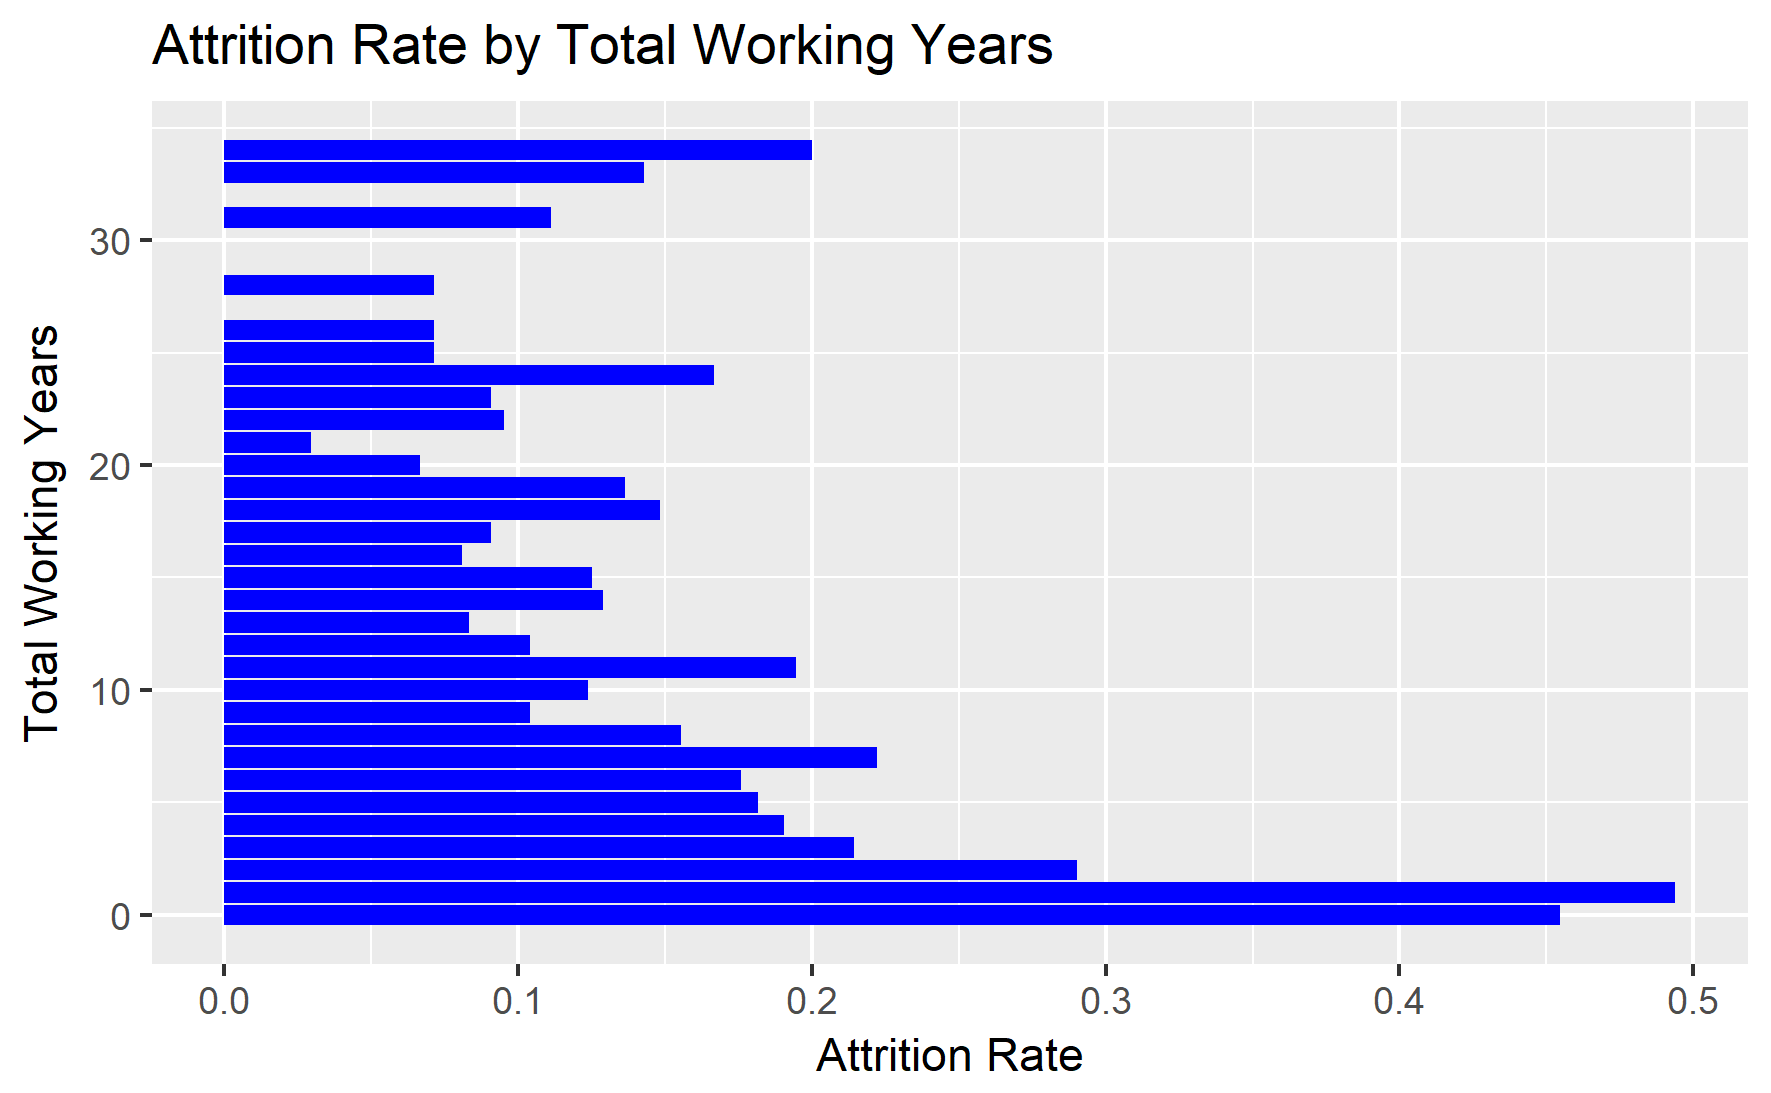 Attrition Rate by Total Working Years
Total Working Years
30
20
10
0
0.0 0.1 0.2 0.3 0.4 0.5
Attrition Rate